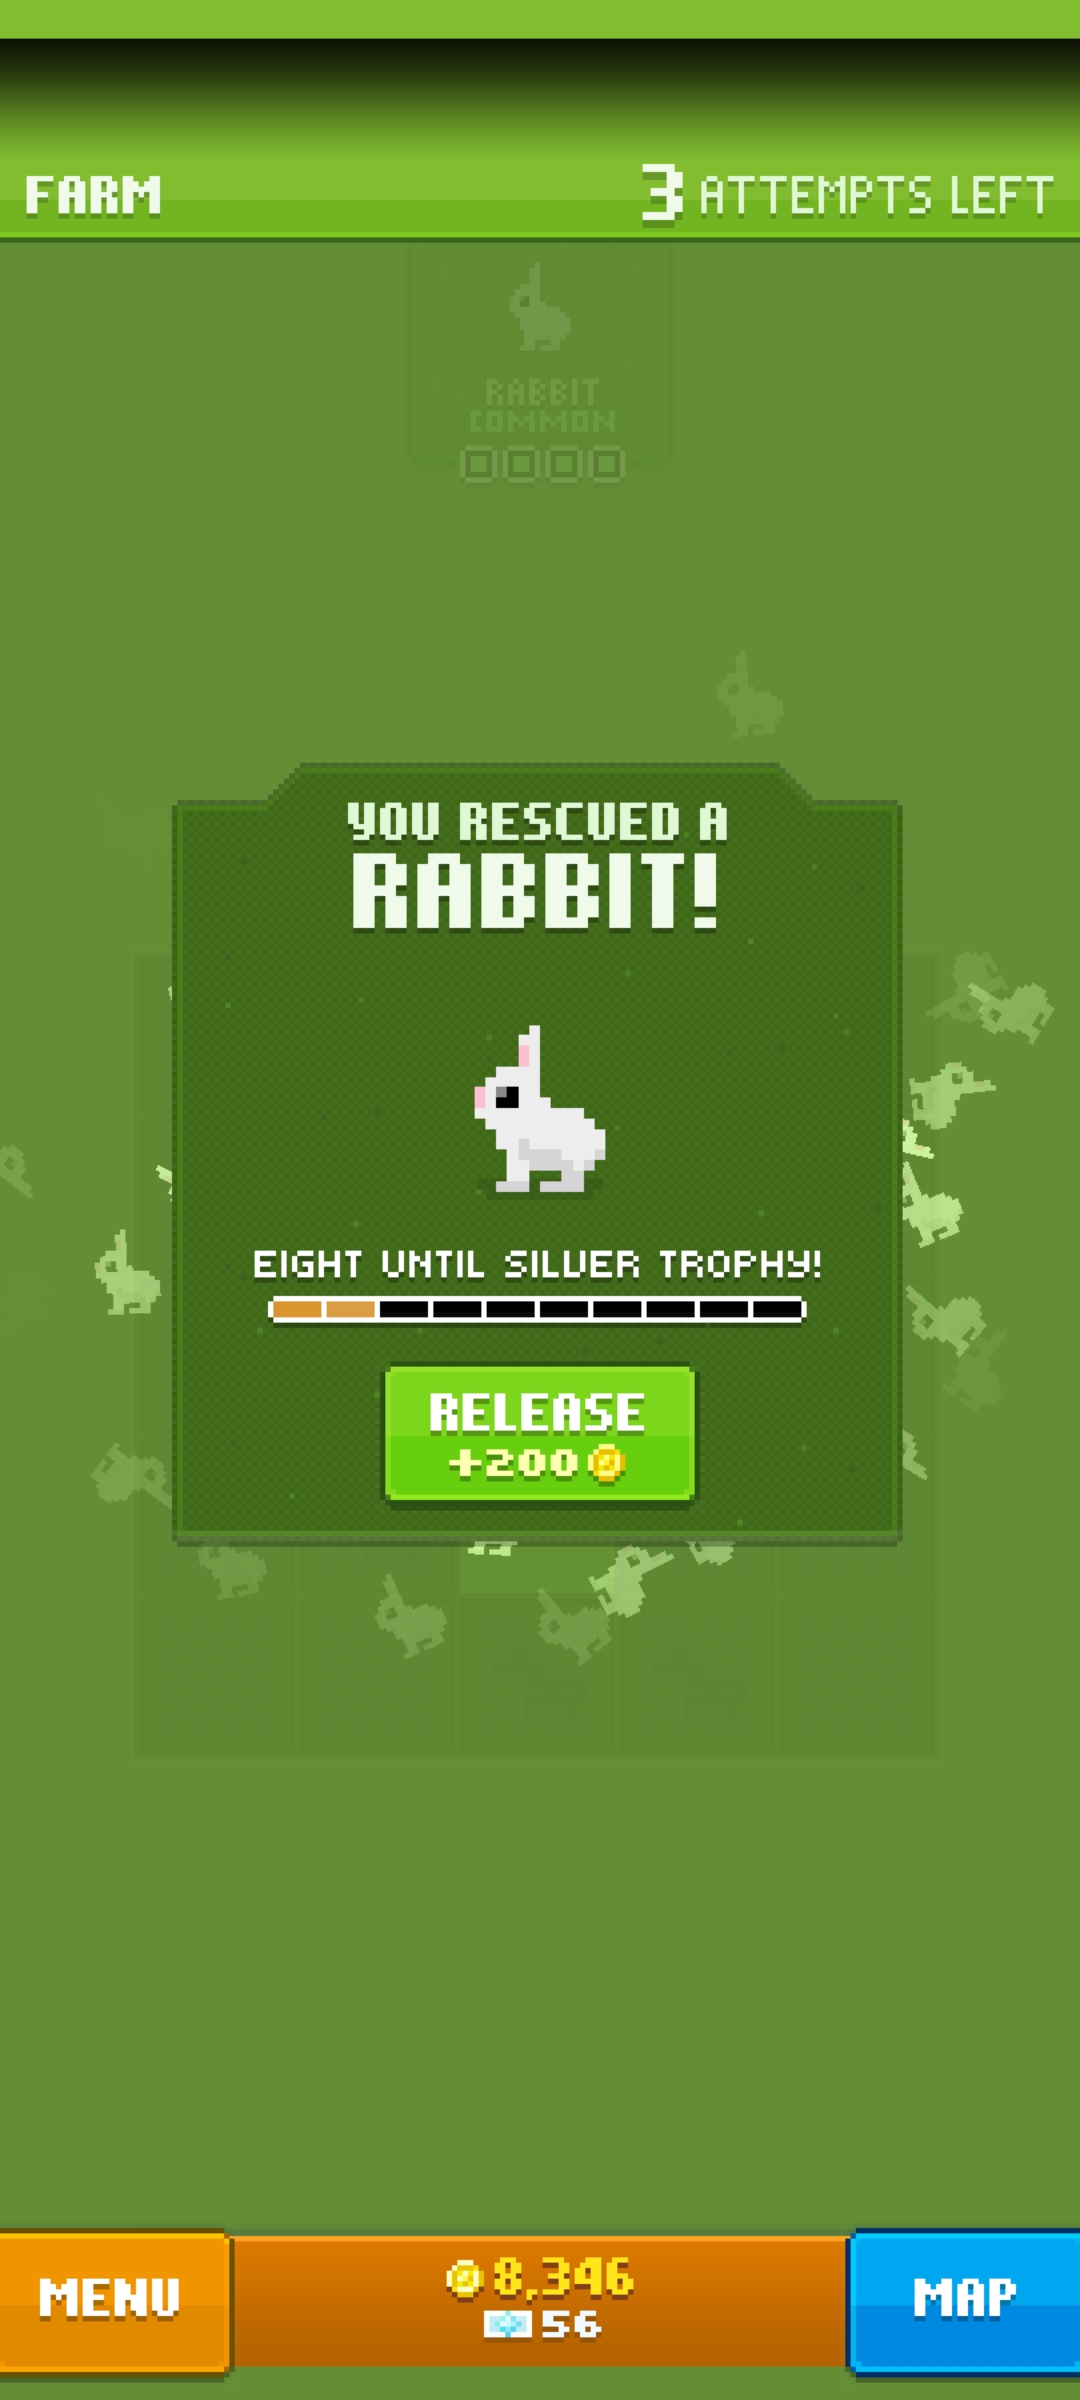 FARM
3 ATTEMPTS LEFT
RABBIT
COMMON
YOU RESCUED A
RABBIT!
EIGHT UNTIL SILVER TROPHY!
RELEASE
+200
MENU
8,346
56
MAP